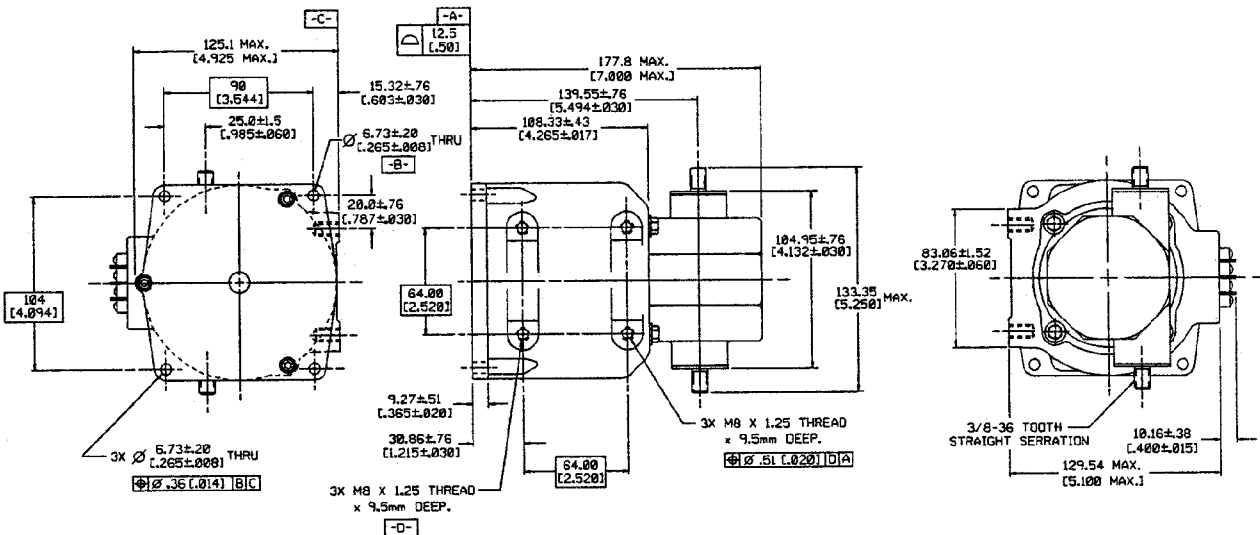 -C-
125.1 MAX.
[4.925 MAX.]
90
[3.544]
15.32±.76
[.603±.030]
25.0±1.5
[.985±.060]
Ø 6.73±.20 THRU
[.265±.008]
-B-
20.0±.76
[.787±.030]
104
[4.094]
3X Ø 6.73±.20 THRU
[.265±.008]
⌖ Ø .36 [.014] B C
-A-
⌓ 12.5
[.50]
177.8 MAX.
[7.000 MAX.]
139.55±.76
[5.494±.030]
108.33±.43
[4.265±.017]
64.00
[2.520]
104.95±.76
[4.132±.030]
133.35 MAX.
[5.250]
9.27±.51
[.365±.020]
30.86±.76
[1.215±.030]
64.00
[2.520]
3X M8 X 1.25 THREAD
x 9.5mm DEEP.
⌖ Ø .51 [.020] D A
3X M8 X 1.25 THREAD
x 9.5mm DEEP.
-D-
83.06±1.52
[3.270±.060]
3/8-36 TOOTH
STRAIGHT SERRATION
10.16±.38
[.400±.015]
129.54 MAX.
[5.100 MAX.]